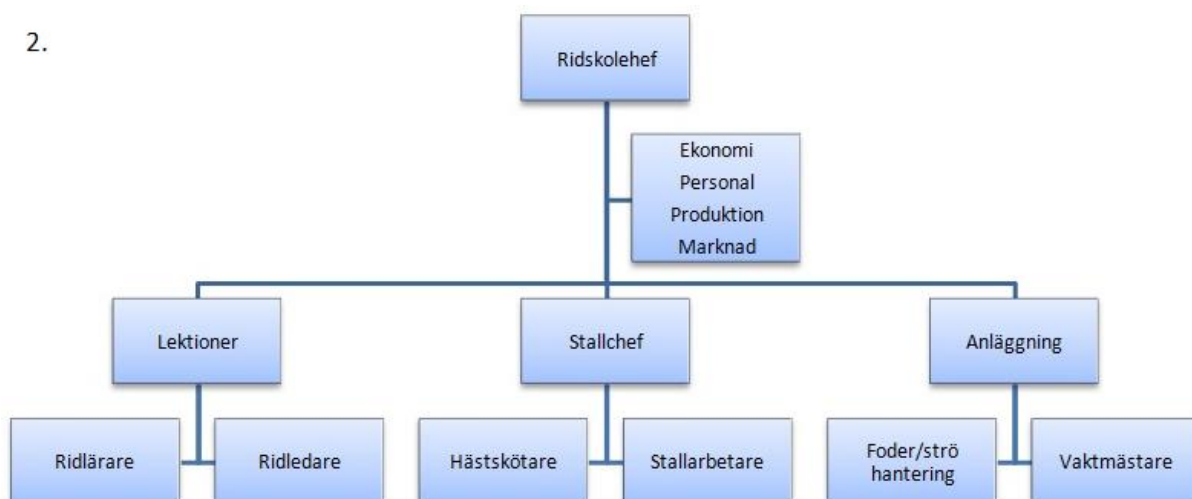 2.
Ridskolehef
Ekonomi
Personal
Produktion
Marknad
Lektioner
Stallchef
Anläggning
Ridlärare
Ridledare
Hästskötare
Stallarbetare
Foder/strö
hantering
Vaktmästare